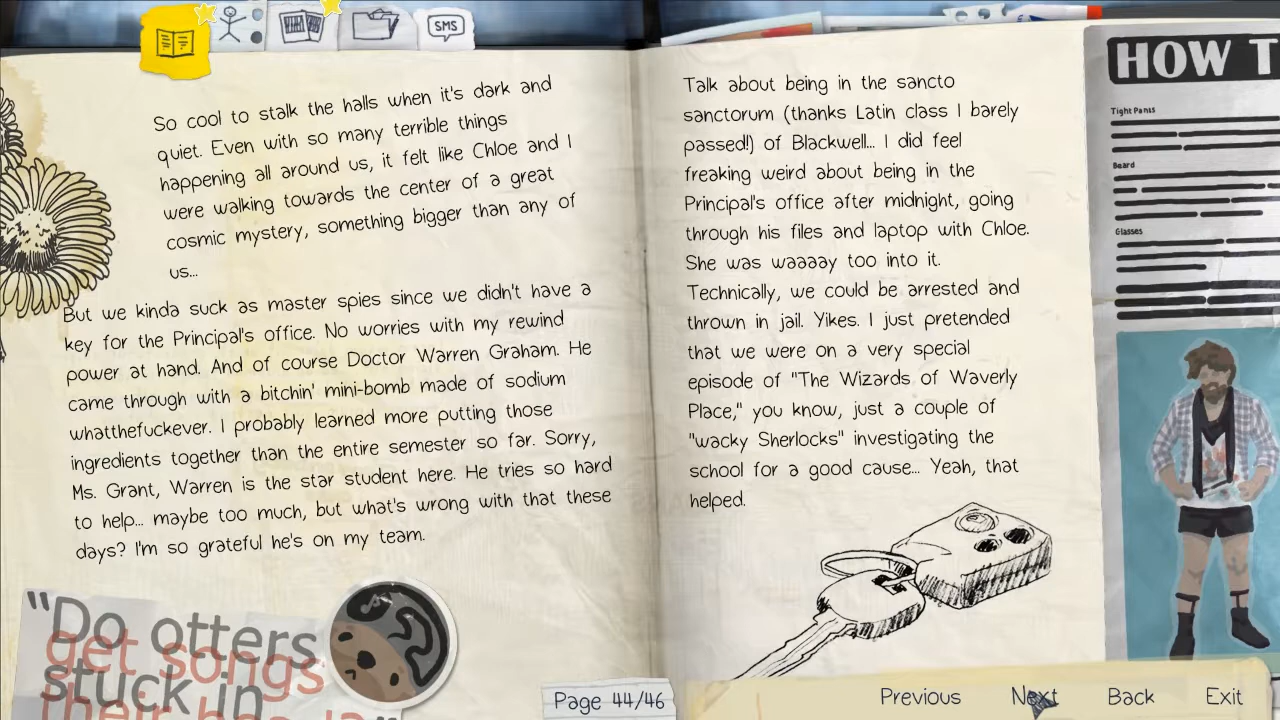 SMS
So cool to stalk the halls when it's dark and
quiet. Even with so many terrible things
happening all around us, it felt like Chloe and I
were walking towards the center of a great
cosmic mystery, something bigger than any of
us...
But we kinda suck as master spies since we didn't have a
key for the Principal's office. No worries with my rewind
power at hand. And of course Doctor Warren Graham. He
came through with a bitchin' mini-bomb made of sodium
whatthefuckever. I probably learned more putting those
ingredients together than the entire semester so far. Sorry,
Ms. Grant, Warren is the star student here. He tries so hard
to help... maybe too much, but what's wrong with that these
days? I'm so grateful he's on my team.
"Do otters
get songs
stuck in
their head?"
Talk about being in the sancto
sanctorum (thanks Latin class I barely
passed!) of Blackwell... I did feel
freaking weird about being in the
Principal's office after midnight, going
through his files and laptop with Chloe.
She was waaaay too into it.
Technically, we could be arrested and
thrown in jail. Yikes. I just pretended
that we were on a very special
episode of "The Wizards of Waverly
Place," you know, just a couple of
"wacky Sherlocks" investigating the
school for a good cause... Yeah, that
helped.
HOW T
Tight Pants
Beard
Glasses
Page 44/46
Previous
Next
Back
Exit